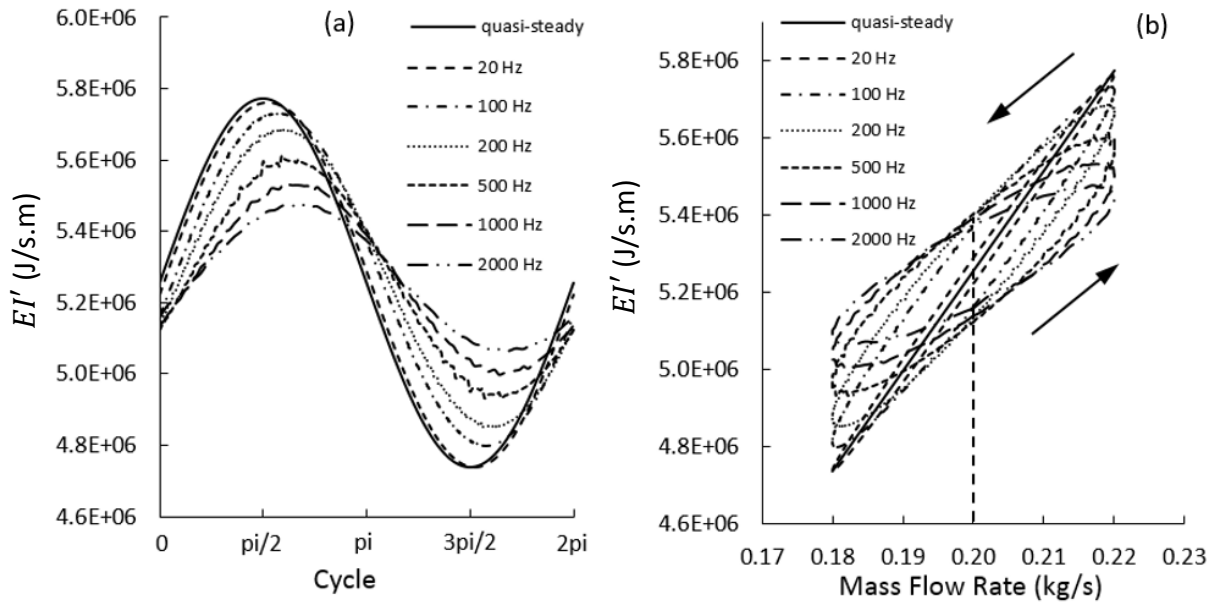 (a)
EI′ (J/s.m)
6.0E+06
5.8E+06
5.6E+06
5.4E+06
5.2E+06
5.0E+06
4.8E+06
4.6E+06
quasi-steady
20 Hz
100 Hz
200 Hz
500 Hz
1000 Hz
2000 Hz
0 pi/2 pi 3pi/2 2pi
Cycle
(b)
EI′ (J/s.m)
5.8E+06
5.6E+06
5.4E+06
5.2E+06
5.0E+06
4.8E+06
4.6E+06
quasi-steady
20 Hz
100 Hz
200 Hz
500 Hz
1000 Hz
2000 Hz
0.17 0.18 0.19 0.20 0.21 0.22 0.23
Mass Flow Rate (kg/s)